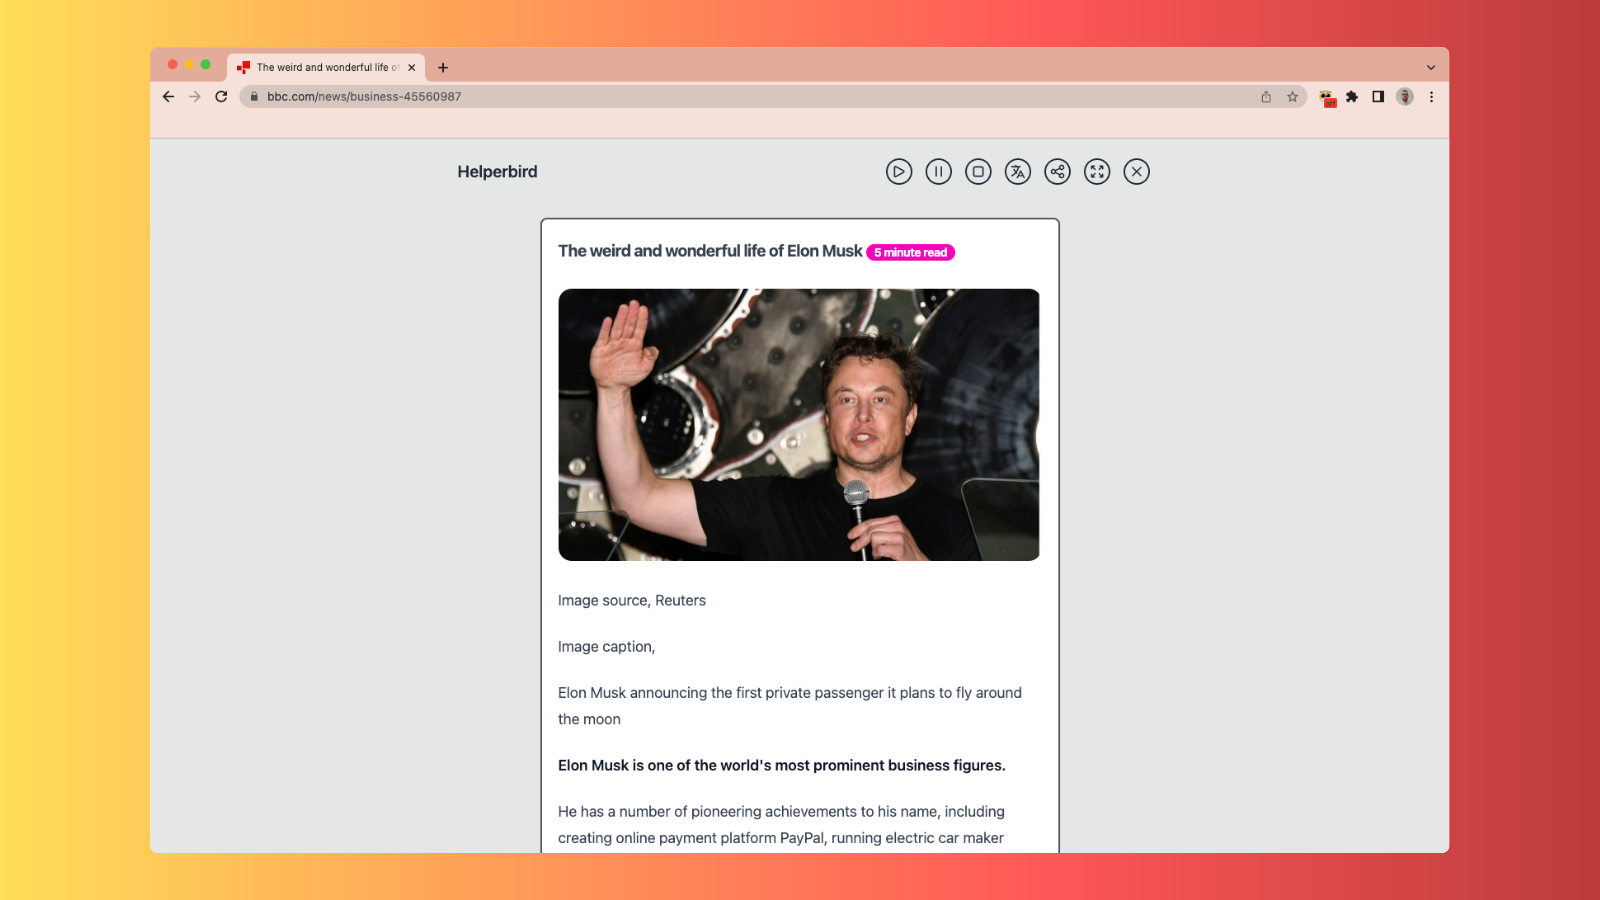 The weird and wonderful life of
bbc.com/news/business-45560987
off
Helperbird
The weird and wonderful life of Elon Musk 5 minute read
Image source, Reuters
Image caption,
Elon Musk announcing the first private passenger it plans to fly around
the moon
Elon Musk is one of the world's most prominent business figures.
He has a number of pioneering achievements to his name, including
creating online payment platform PayPal, running electric car maker